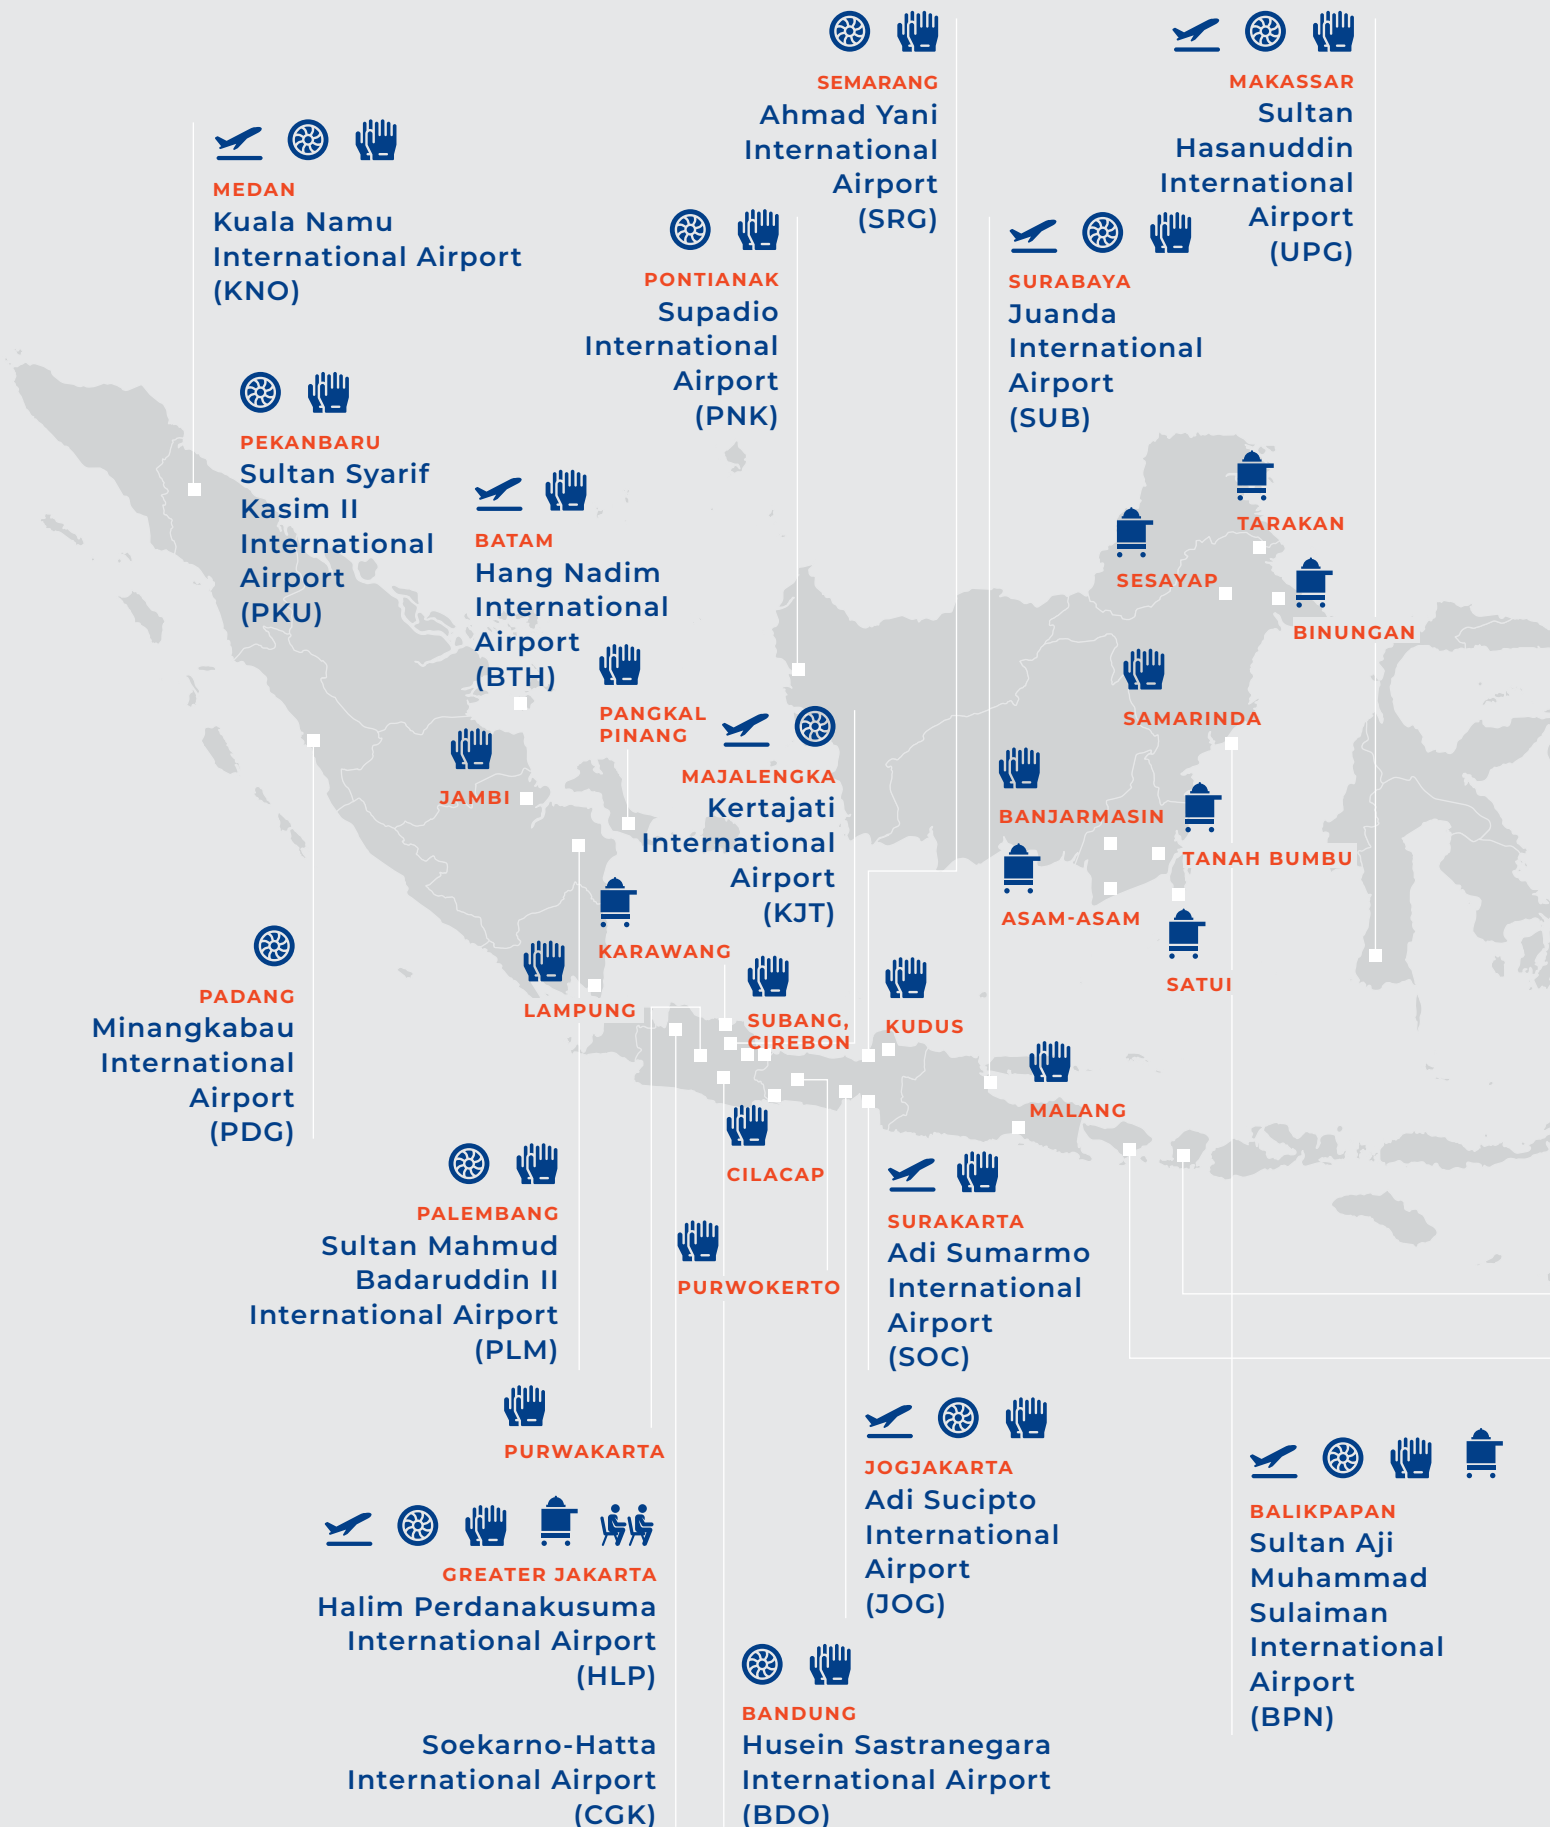 SEMARANG
Ahmad Yani
International
Airport
(SRG)
MAKASSAR
Sultan
Hasanuddin
International
Airport
(UPG)
MEDAN
Kuala Namu
International Airport
(KNO)
PONTIANAK
Supadio
International
Airport
(PNK)
SURABAYA
Juanda
International
Airport
(SUB)
PEKANBARU
Sultan Syarif
Kasim II
International
Airport
(PKU)
BATAM
Hang Nadim
International
Airport
(BTH)
TARAKAN
SESAYAP
BINUNGAN
SAMARINDA
PANGKAL
PINANG
JAMBI
MAJALENGKA
Kertajati
International
Airport
(KJT)
BANJARMASIN
TANAH BUMBU
ASAM-ASAM
SATUI
KARAWANG
LAMPUNG
PADANG
Minangkabau
International
Airport
(PDG)
SUBANG,
CIREBON
KUDUS
MALANG
CILACAP
PALEMBANG
Sultan Mahmud
Badaruddin II
International Airport
(PLM)
PURWOKERTO
SURAKARTA
Adi Sumarmo
International
Airport
(SOC)
PURWAKARTA
JOGJAKARTA
Adi Sucipto
International
Airport
(JOG)
BALIKPAPAN
Sultan Aji
Muhammad
Sulaiman
International
Airport
(BPN)
GREATER JAKARTA
Halim Perdanakusuma
International Airport
(HLP)
Soekarno-Hatta
International Airport
(CGK)
BANDUNG
Husein Sastranegara
International Airport
(BDO)